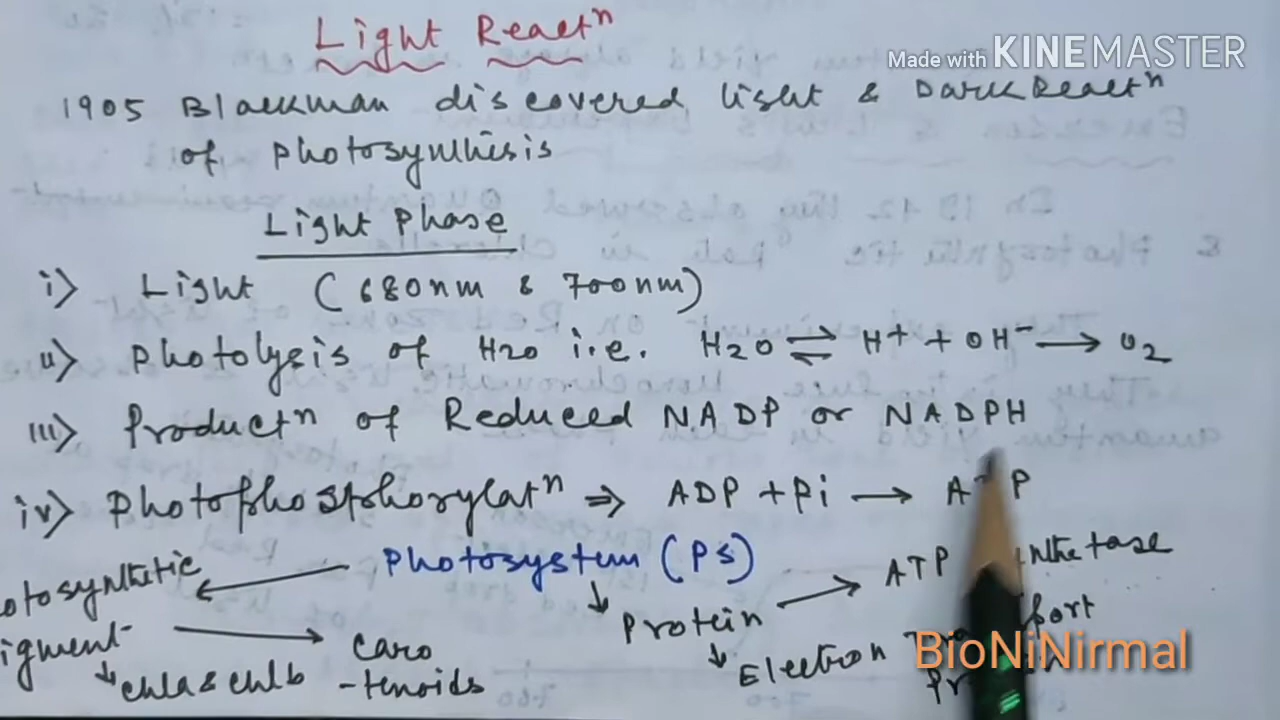 Light Reactⁿ
Made with KINEMASTER
1905 Blackman discovered light & Dark Reactⁿ
of photosynthesis
Light Phase
i) Light (680nm & 700nm)
ii) Photolysis of H2O i.e. H2O ⇌ H+ + OH- → O2
iii) Productⁿ of Reduced NADP or NADPH
iv) Photophosphorylatⁿ ⇒ ADP + Pi → ATP
Photosystem (PS)
otosynthetic
igment
chl a & chl b
caro
-tenoids
Protein
ATP nthetase
Electron
BioNiNirmal